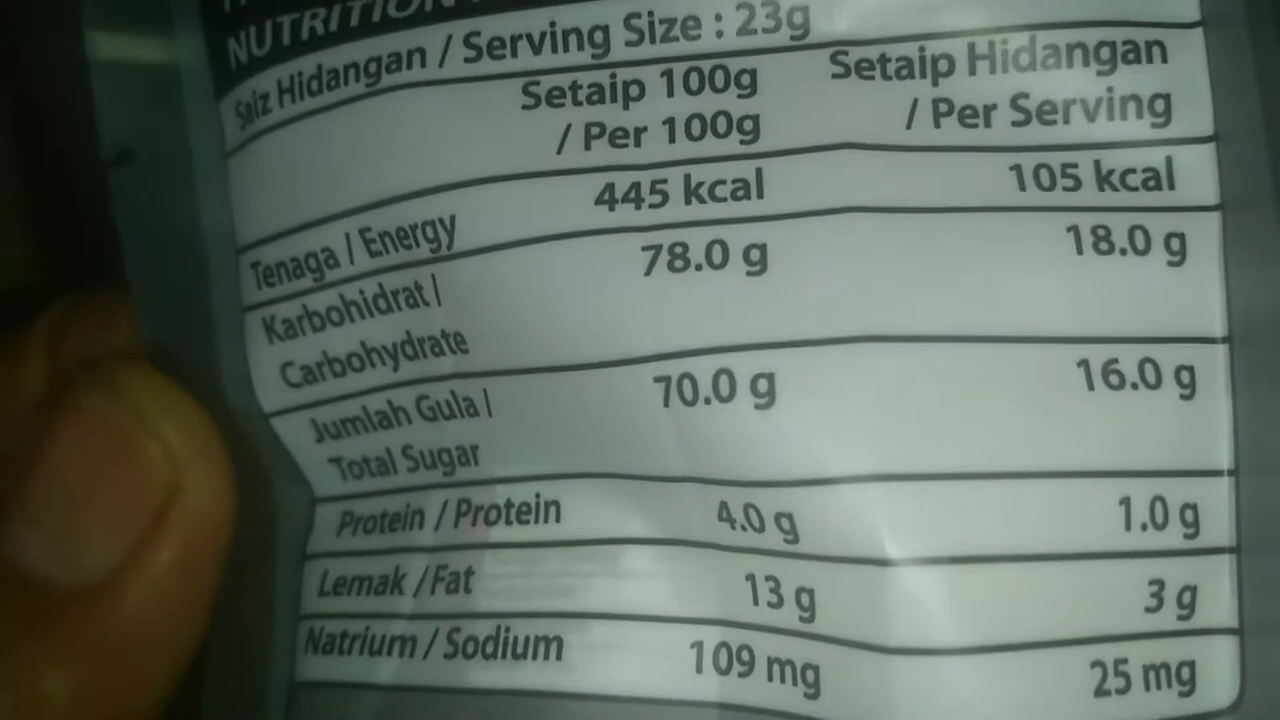 NUTRITION
Saiz Hidangan / Serving Size : 23g
Setaip 100g / Per 100g
Setaip Hidangan / Per Serving
Tenaga / Energy 445 kcal 105 kcal
Karbohidrat / Carbohydrate 78.0 g 18.0 g
Jumlah Gula / Total Sugar 70.0 g 16.0 g
Protein / Protein 4.0 g 1.0 g
Lemak / Fat 13 g 3 g
Natrium / Sodium 109 mg 25 mg